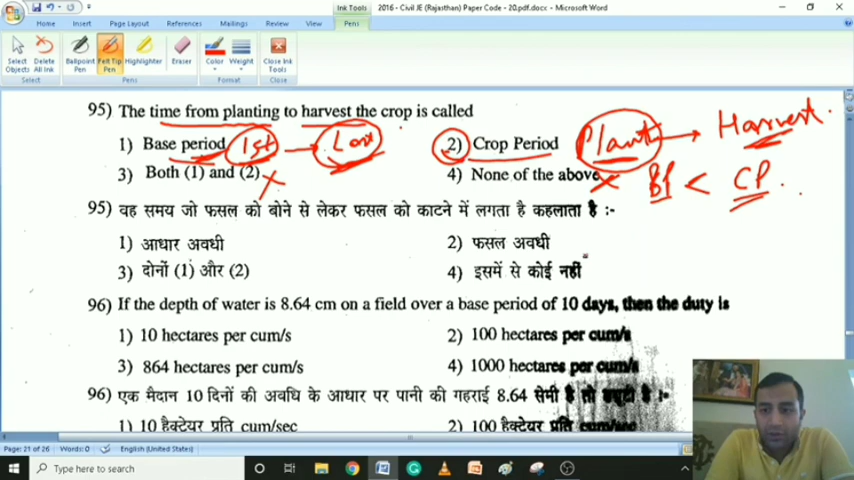 Ink Tools
2016 - Civil JE (Rajasthan) Paper Code - 20.pdf.docx - Microsoft Word
Home Insert Page Layout References Mailings Review View Pens
Select Objects
Delete All Ink
Ballpoint Pen
Felt Tip Pen
Highlighter
Eraser
Color
Weight
Close Ink Tools
Select Pens Format Close
95) The time from planting to harvest the crop is called
1) Base period 1st → Last 2) Crop Period Plant → Harvest.
3) Both (1) and (2) 4) None of the above BP < CP
95) वह समय जो फसल को बोने से लेकर फसल को काटने में लगता है कहलाता है :-
1) आधार अवधी 2) फसल अवधी
3) दोनों (1) और (2) 4) इसमें से कोई नहीं
96) If the depth of water is 8.64 cm on a field over a base period of 10 days, then the duty is
1) 10 hectares per cum/s 2) 100 hectares per cum/s
3) 864 hectares per cum/s 4) 1000 hectares per cum/s
96) एक मैदान 10 दिनों की अवधि के आधार पर पानी की गहराई 8.64 सेमी है तो ड्यूटी है :-
1) 10 हैक्टेयर प्रति cum/sec 2) 100 हैक्टेयर प्रति cum/sec
Page: 21 of 26 Words: 0 English (United States)
Type here to search